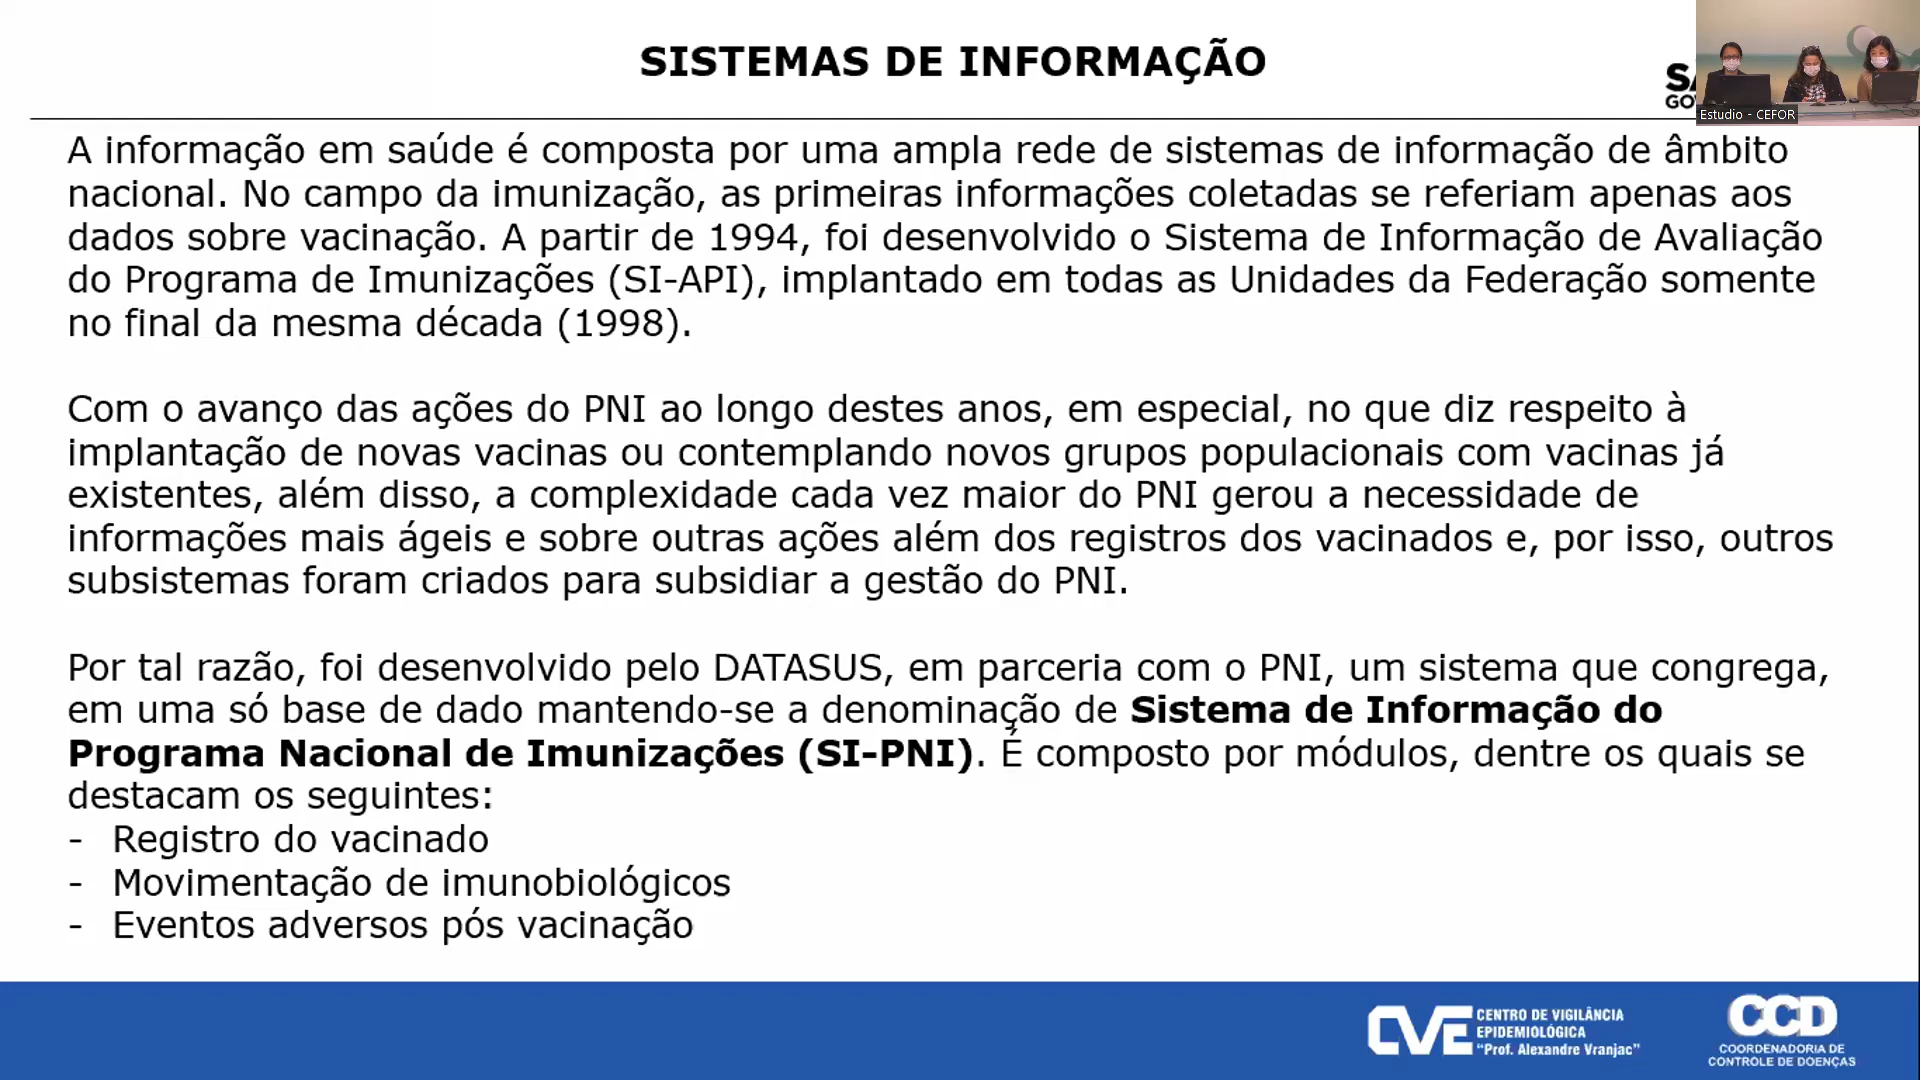 SISTEMAS DE INFORMAÇÃO
Estudio - CEFOR
A informação em saúde é composta por uma ampla rede de sistemas de informação de âmbito
nacional. No campo da imunização, as primeiras informações coletadas se referiam apenas aos
dados sobre vacinação. A partir de 1994, foi desenvolvido o Sistema de Informação de Avaliação
do Programa de Imunizações (SI-API), implantado em todas as Unidades da Federação somente
no final da mesma década (1998).
Com o avanço das ações do PNI ao longo destes anos, em especial, no que diz respeito à
implantação de novas vacinas ou contemplando novos grupos populacionais com vacinas já
existentes, além disso, a complexidade cada vez maior do PNI gerou a necessidade de
informações mais ágeis e sobre outras ações além dos registros dos vacinados e, por isso, outros
subsistemas foram criados para subsidiar a gestão do PNI.
Por tal razão, foi desenvolvido pelo DATASUS, em parceria com o PNI, um sistema que congrega,
em uma só base de dado mantendo-se a denominação de Sistema de Informação do
Programa Nacional de Imunizações (SI-PNI). É composto por módulos, dentre os quais se
destacam os seguintes:
- Registro do vacinado
- Movimentação de imunobiológicos
- Eventos adversos pós vacinação
CVE CENTRO DE VIGILÂNCIA
EPIDEMIOLÓGICA
"Prof. Alexandre Vranjac"
CCD
COORDENADORIA DE
CONTROLE DE DOENÇAS